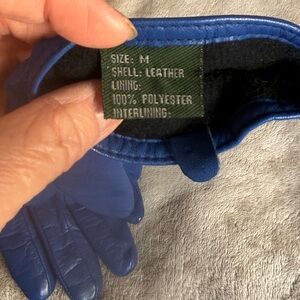 SIZE: M
SHELL: LEATHER
LINING:
100% POLYESTER
INTERLINING: